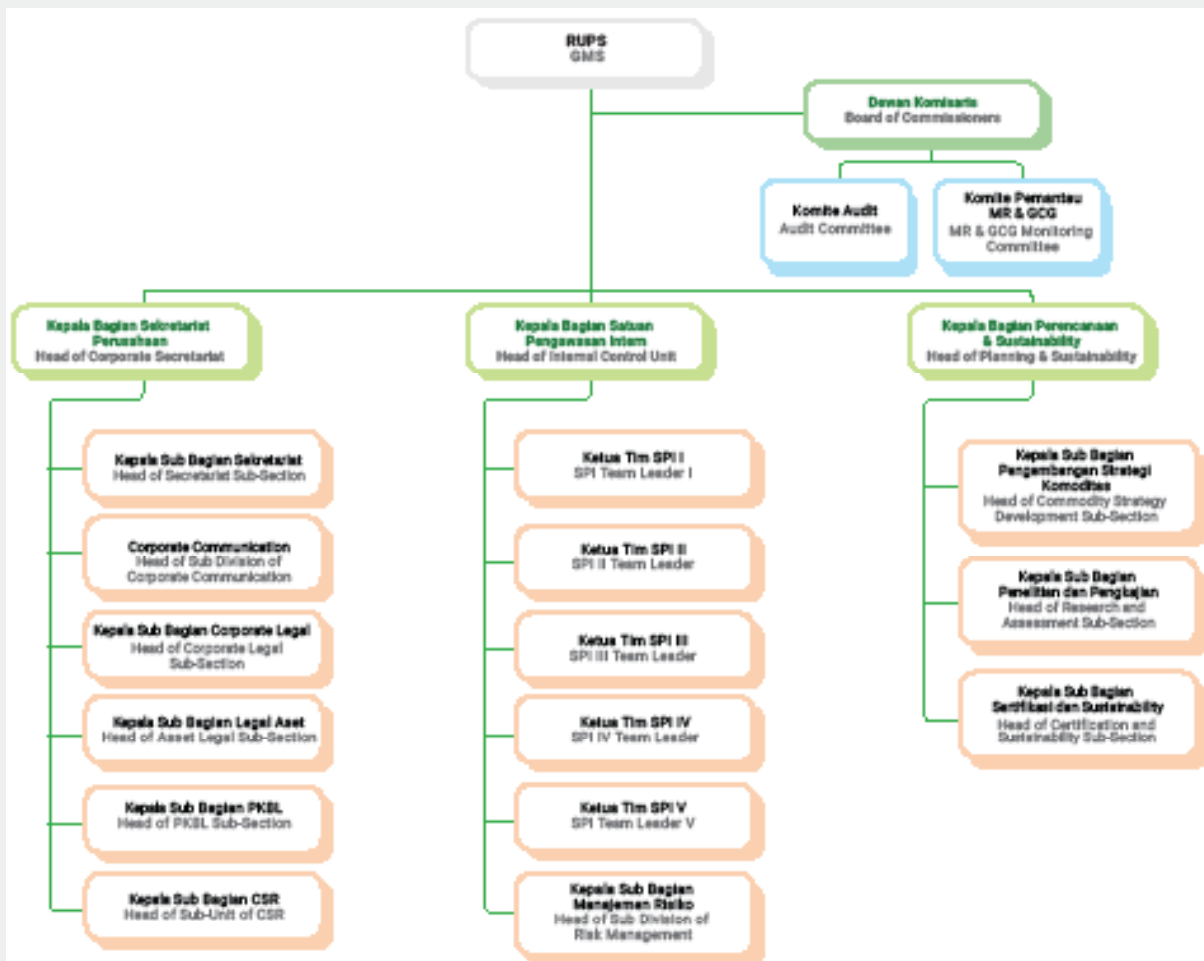 RUPS
GMS
Dewan Komisaris
Board of Commissioners
Komite Audit
Audit Committee
Komite Pemantau
MR & GCG
MR & GCG Monitoring
Committee
Kepala Bagian Sekretariat
Perusahaan
Head of Corporate Secretariat
Kepala Bagian Satuan
Pengawasan Intern
Head of Internal Control Unit
Kepala Bagian Perencanaan
& Sustainability
Head of Planning & Sustainability
Kepala Sub Bagian Sekretariat
Head of Secretariat Sub-Section
Corporate Communication
Head of Sub Division of
Corporate Communication
Kepala Sub Bagian Corporate Legal
Head of Corporate Legal
Sub-Section
Kepala Sub Bagian Legal Aset
Head of Asset Legal Sub-Section
Kepala Sub Bagian PKBL
Head of PKBL Sub-Section
Kepala Sub Bagian CSR
Head of Sub-Unit of CSR
Ketua Tim SPI I
SPI Team Leader I
Ketua Tim SPI II
SPI II Team Leader
Ketua Tim SPI III
SPI III Team Leader
Ketua Tim SPI IV
SPI IV Team Leader
Ketua Tim SPI V
SPI Team Leader V
Kepala Sub Bagian
Manajemen Risiko
Head of Sub Division of
Risk Management
Kepala Sub Bagian
Pengembangan Strategi
Komoditas
Head of Commodity Strategy
Development Sub-Section
Kepala Sub Bagian
Penelitian dan Pengkajian
Head of Research and
Assessment Sub-Section
Kepala Sub Bagian
Sertifikasi dan Sustainability
Head of Certification and
Sustainability Sub-Section